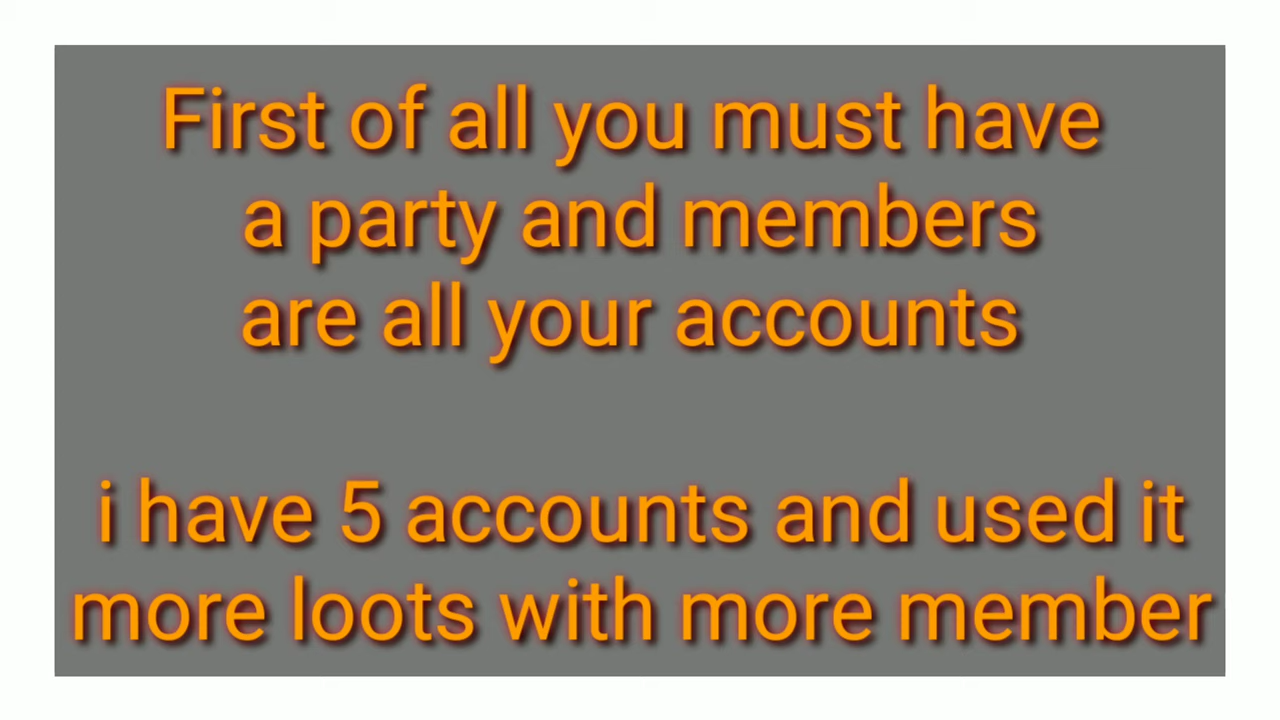 First of all you must have
a party and members
are all your accounts
i have 5 accounts and used it
more loots with more member